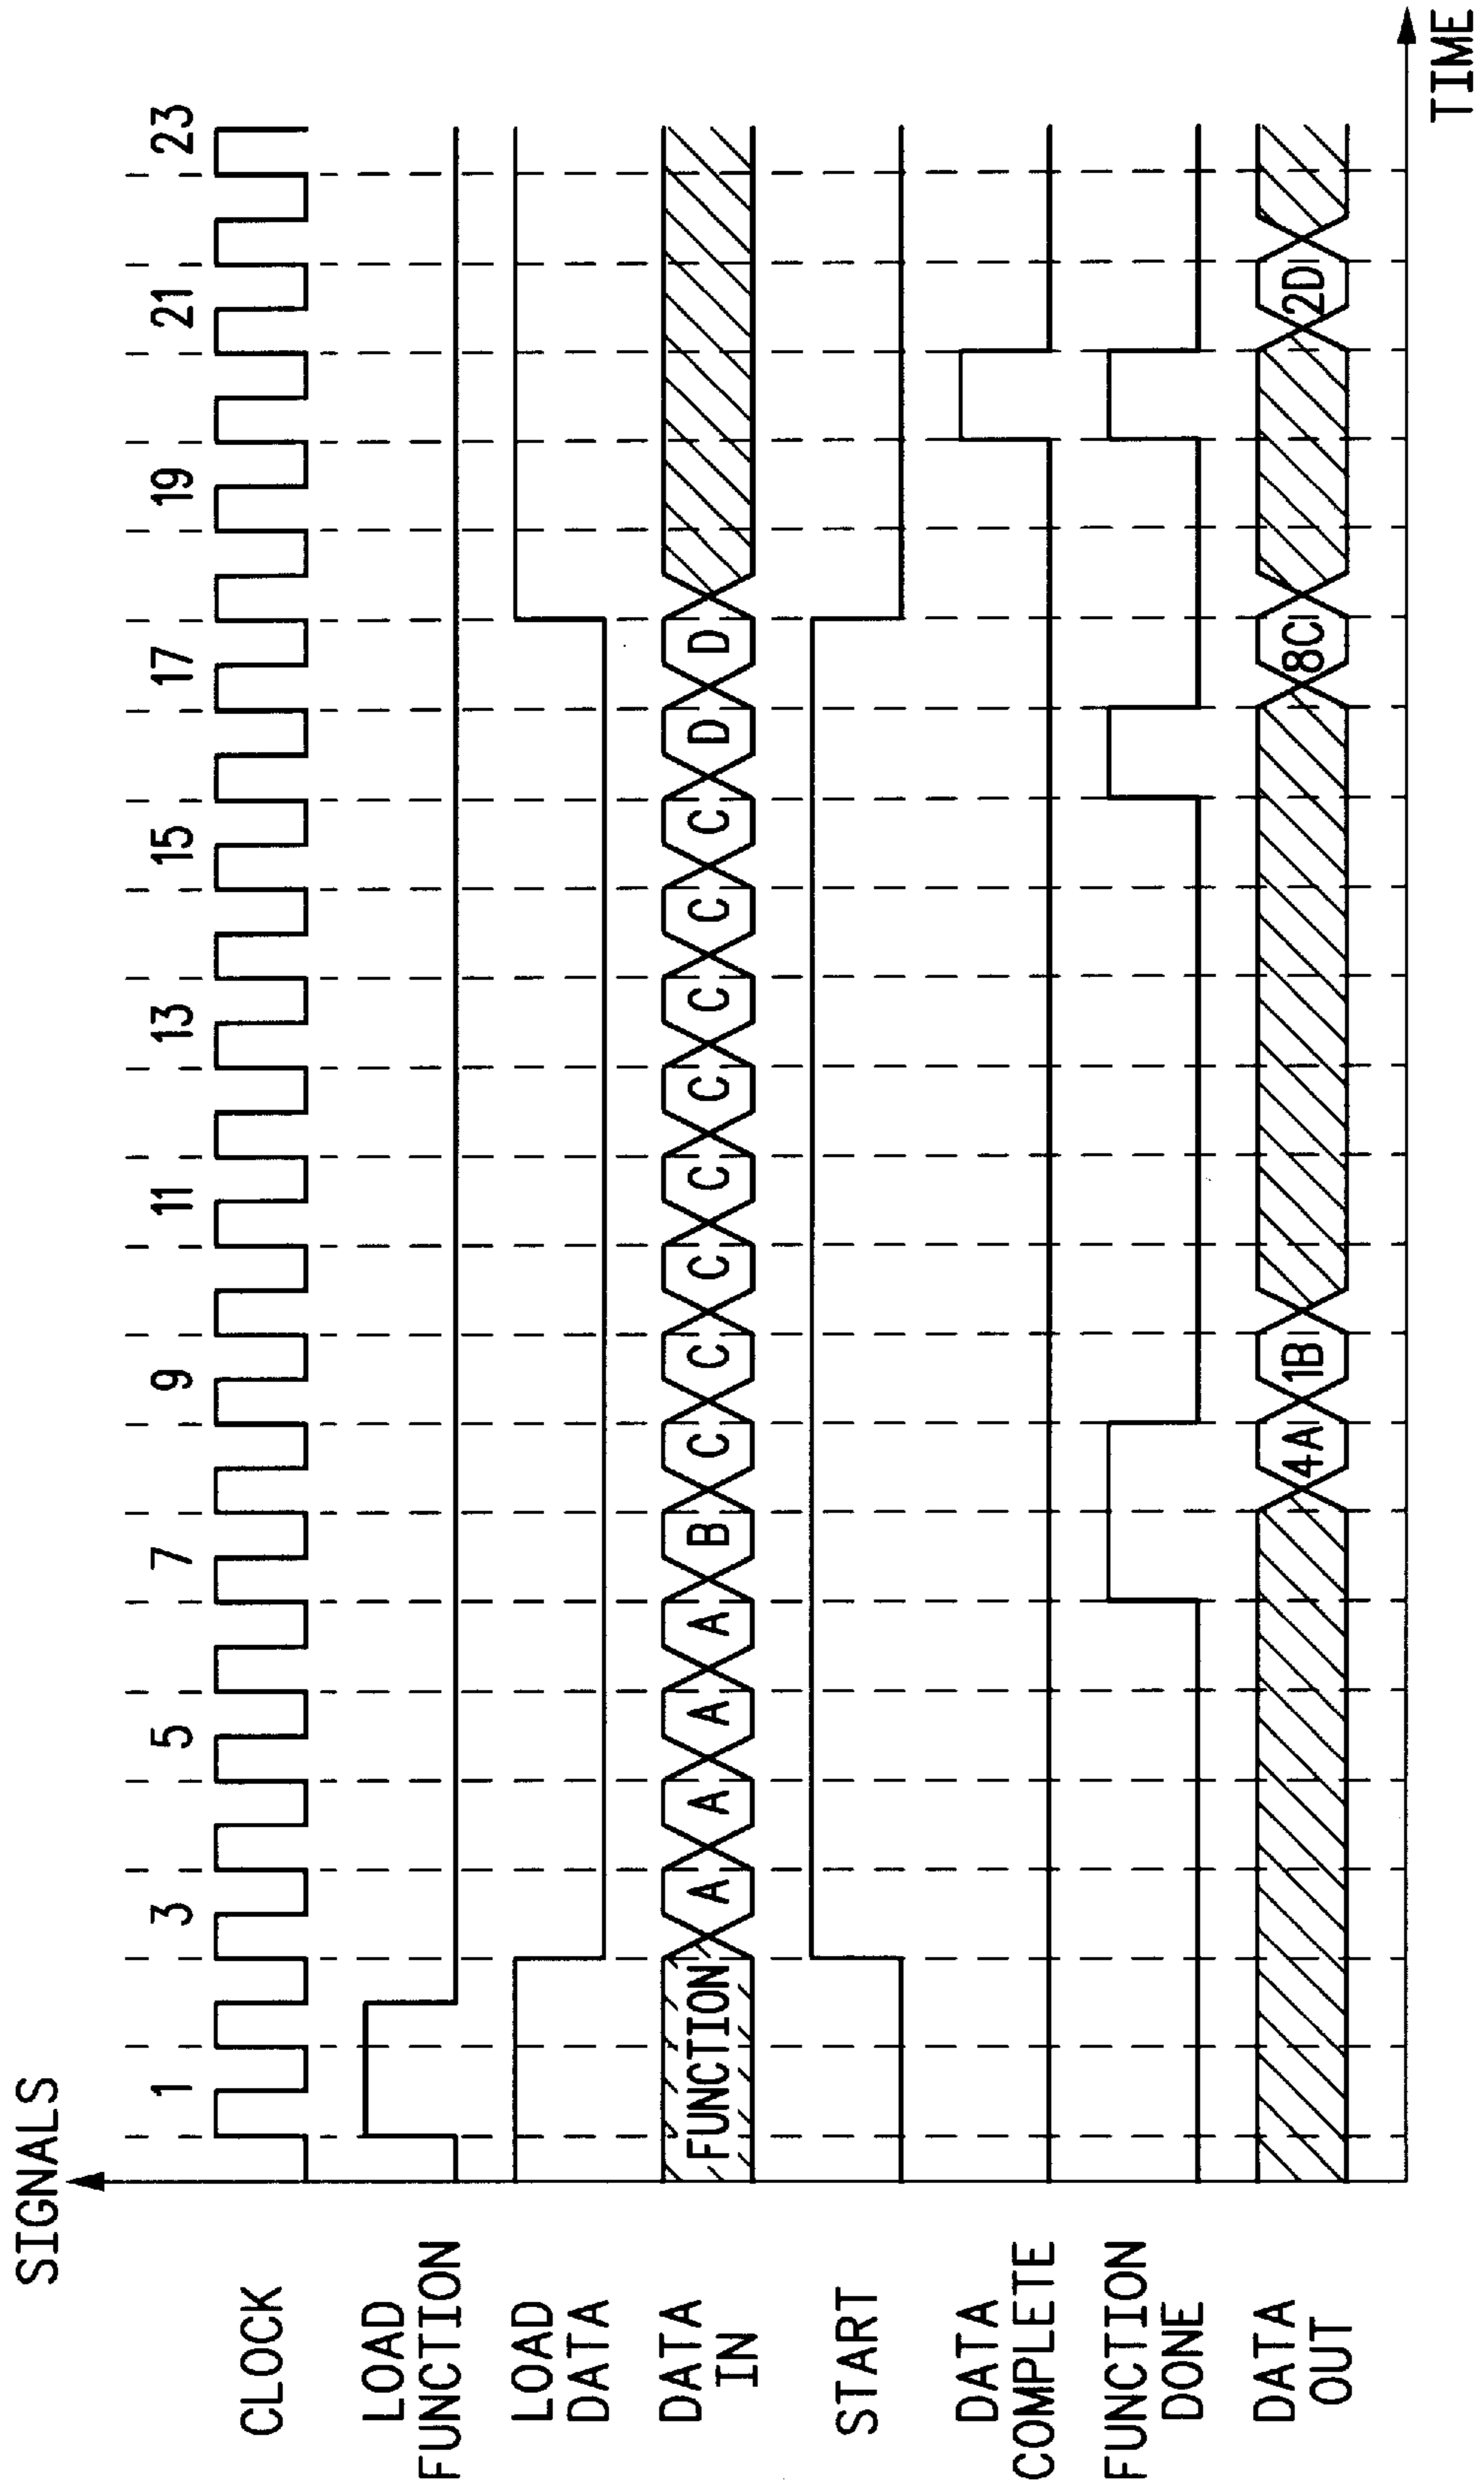 SIGNALS
1 3 5 7 9 11 13 15 17 19 21 23
CLOCK
LOAD
FUNCTION
LOAD
DATA
DATA
IN
FUNCTION A A A A B C C C C C C C C D D
START
DATA
COMPLETE
FUNCTION
DONE
DATA
OUT
4A 1B 8C 2D
TIME